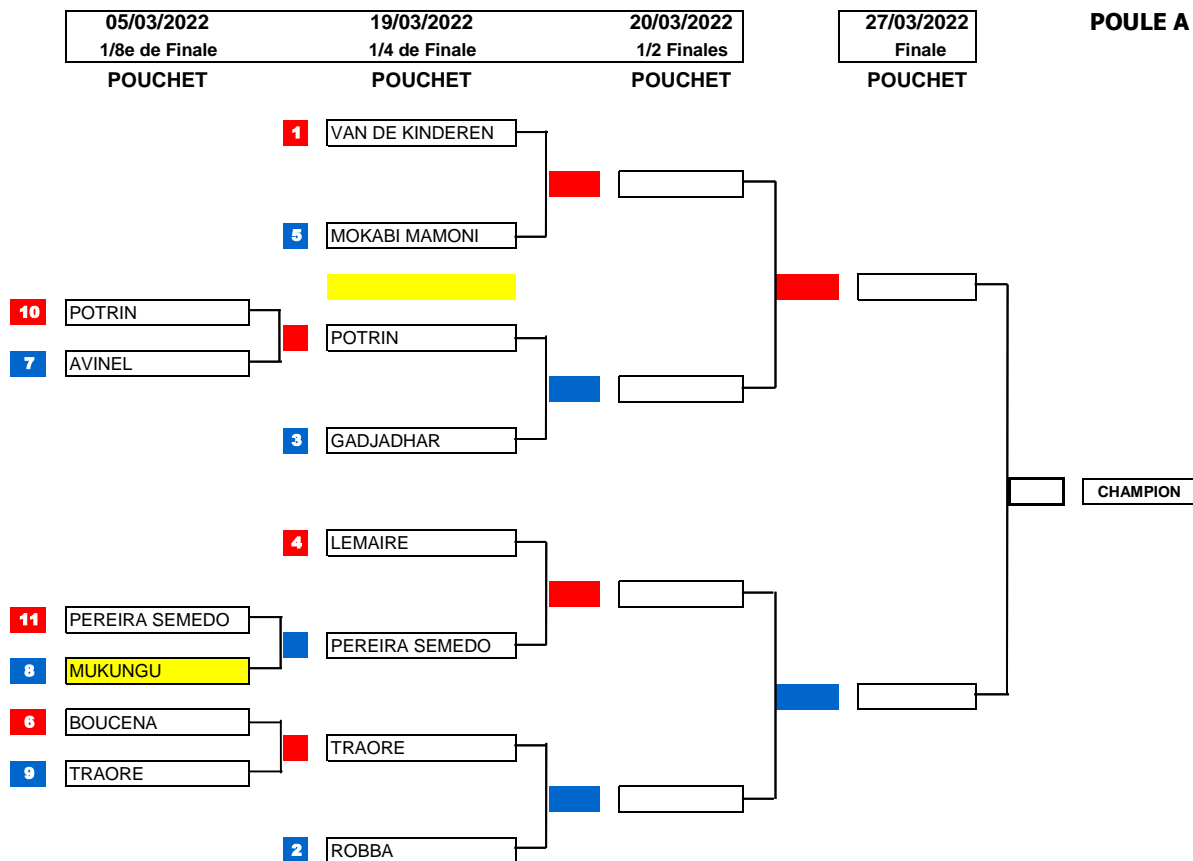 05/03/2022 19/03/2022 20/03/2022 27/03/2022 POULE A
1/8e de Finale 1/4 de Finale 1/2 Finales Finale
POUCHET POUCHET POUCHET POUCHET
1 VAN DE KINDEREN
5 MOKABI MAMONI
10 POTRIN
POTRIN
7 AVINEL
3 GADJADHAR
CHAMPION
4 LEMAIRE
11 PEREIRA SEMEDO
PEREIRA SEMEDO
8 MUKUNGU
6 BOUCENA
TRAORE
9 TRAORE
2 ROBBA